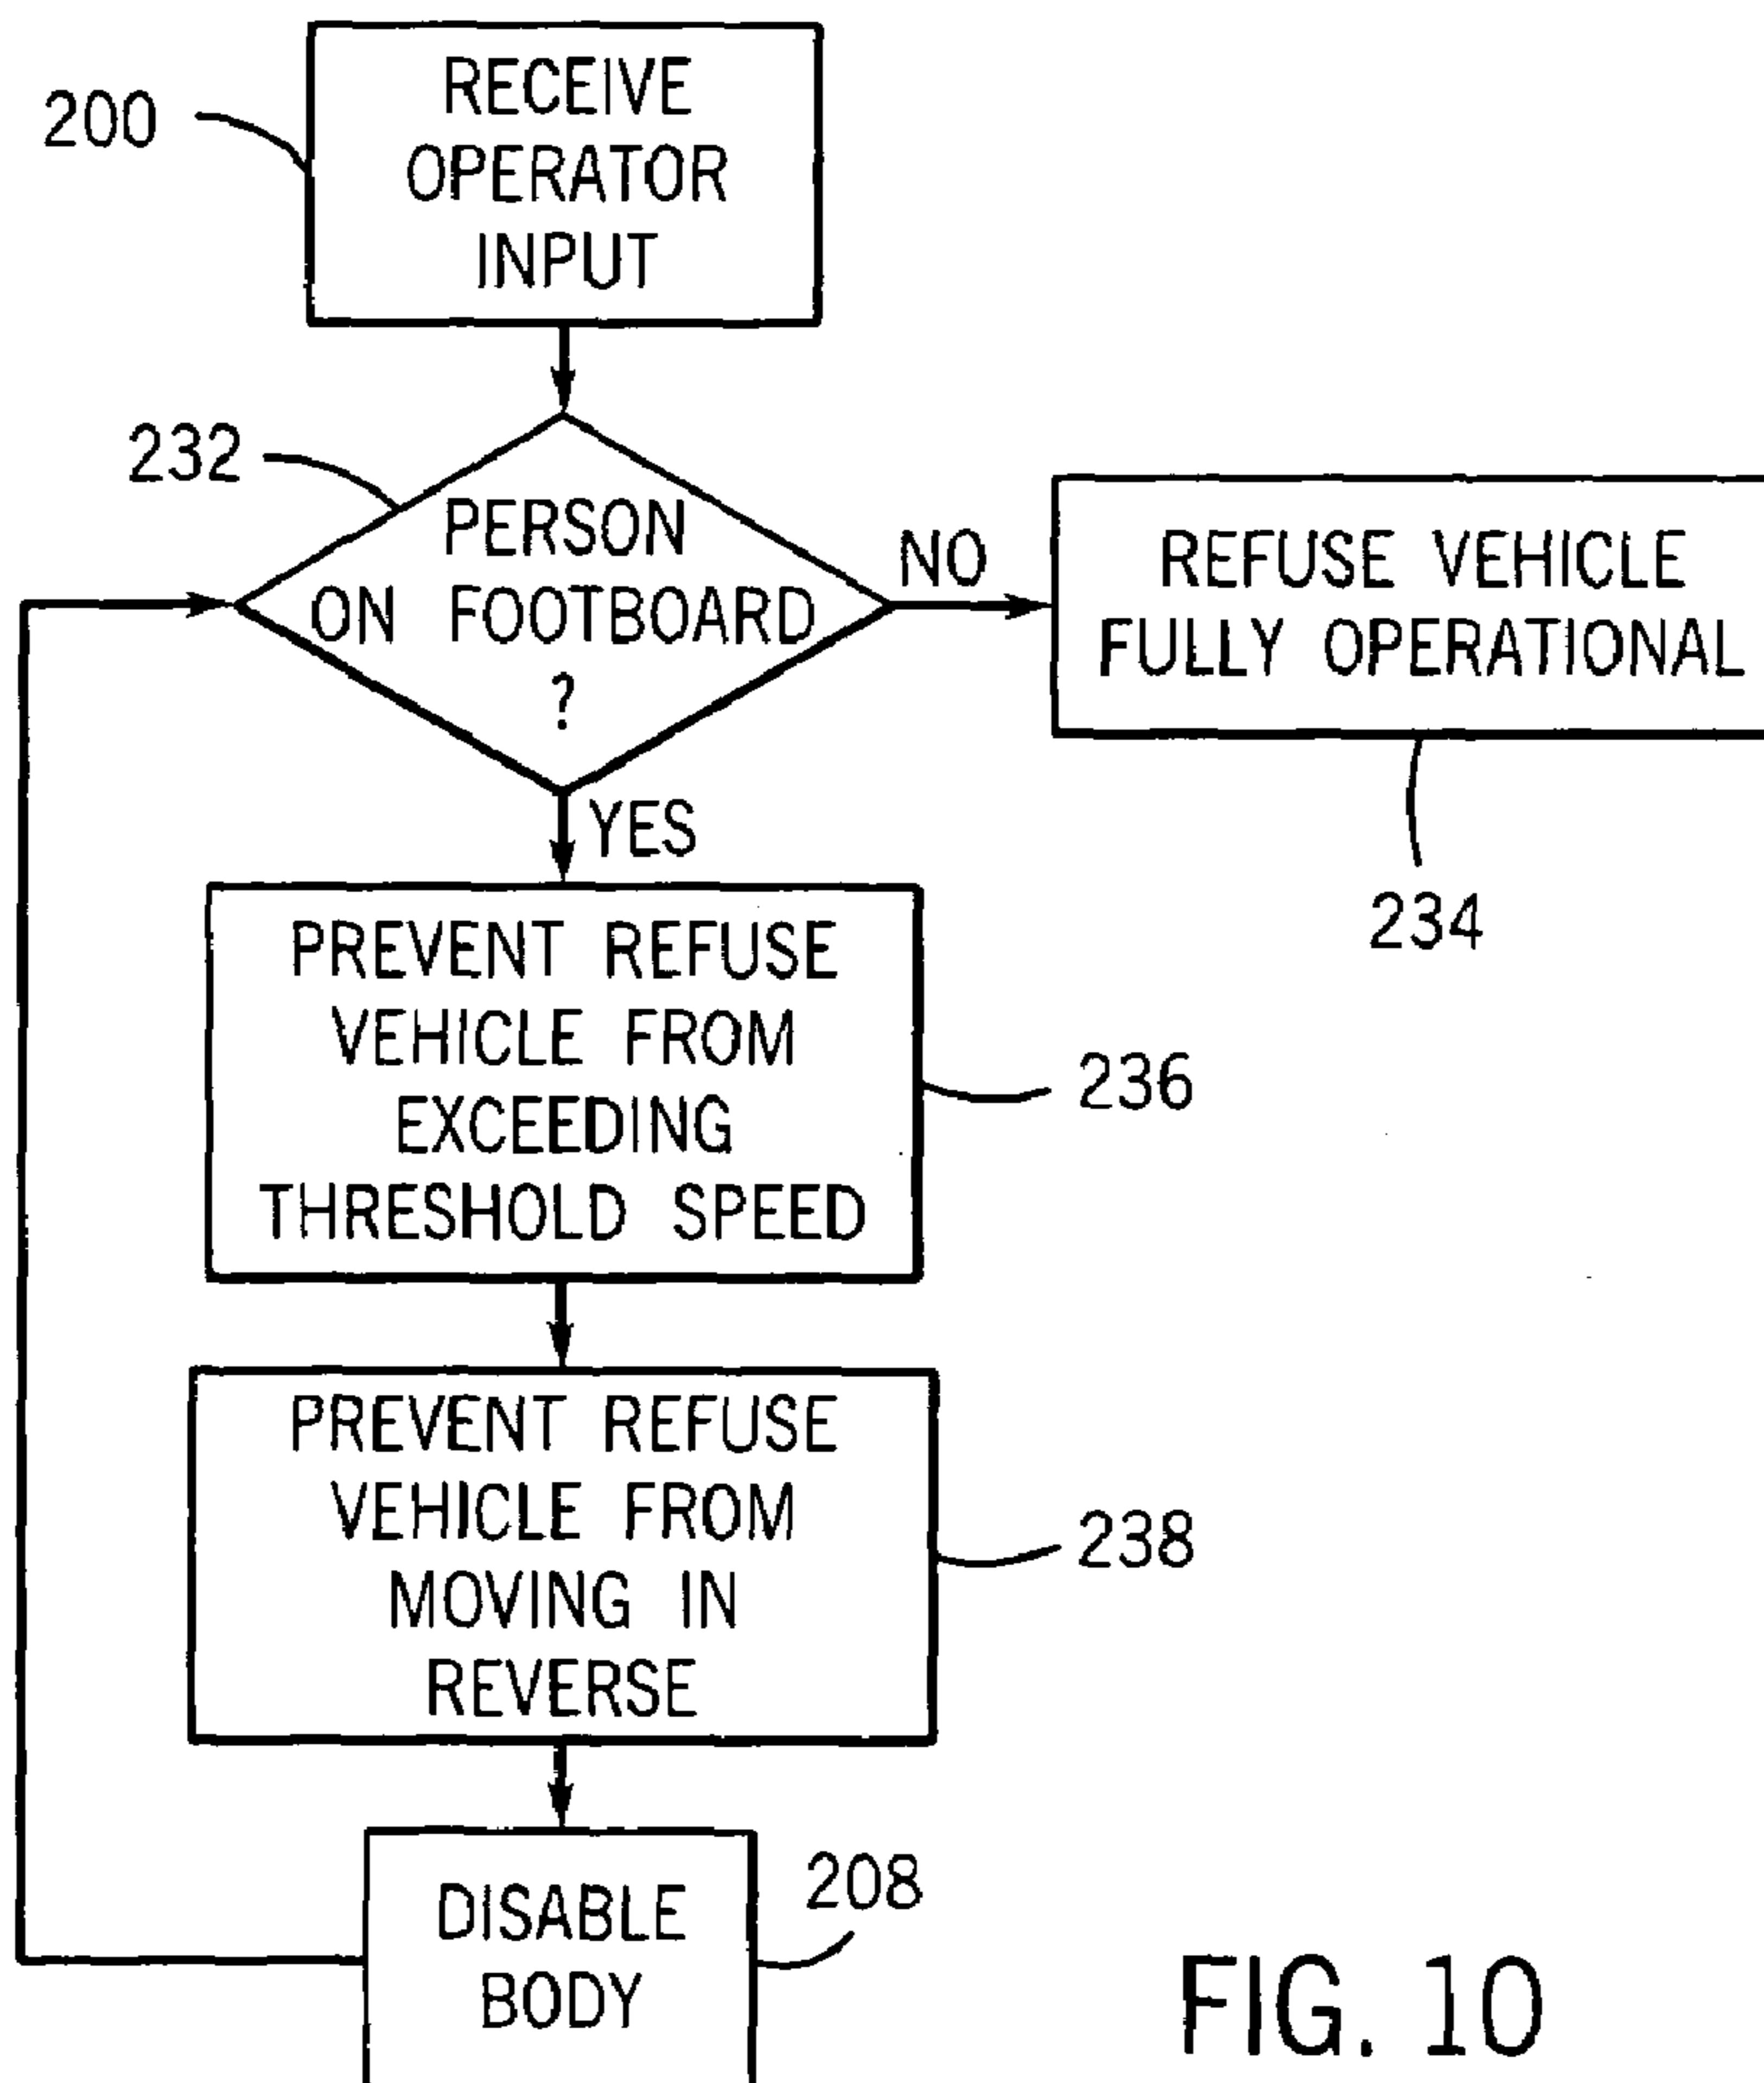 200
RECEIVE
OPERATOR
INPUT
232
PERSON
ON FOOTBOARD
?
NO
REFUSE VEHICLE
FULLY OPERATIONAL
234
YES
PREVENT REFUSE
VEHICLE FROM
EXCEEDING
THRESHOLD SPEED
236
PREVENT REFUSE
VEHICLE FROM
MOVING IN
REVERSE
238
DISABLE
BODY
208
FIG. 10